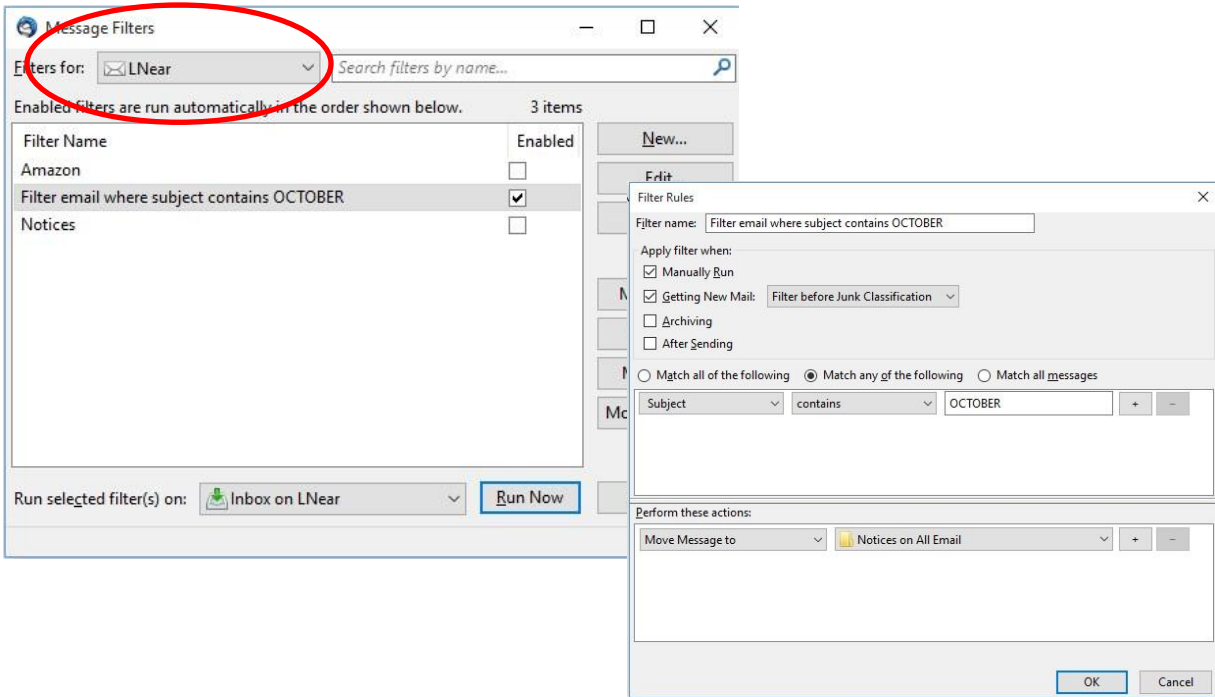 Message Filters
Filters for: LNear Search filters by name...
Enabled filters are run automatically in the order shown below. 3 items
Filter Name Enabled
New...
Amazon
Edit...
Filter email where subject contains OCTOBER
Notices
Run selected filter(s) on: Inbox on LNear Run Now
Filter Rules
Filter name: Filter email where subject contains OCTOBER
Apply filter when:
Manually Run
Getting New Mail: Filter before Junk Classification
Archiving
After Sending
Match all of the following Match any of the following Match all messages
Subject contains OCTOBER + -
Perform these actions:
Move Message to Notices on All Email + -
OK Cancel